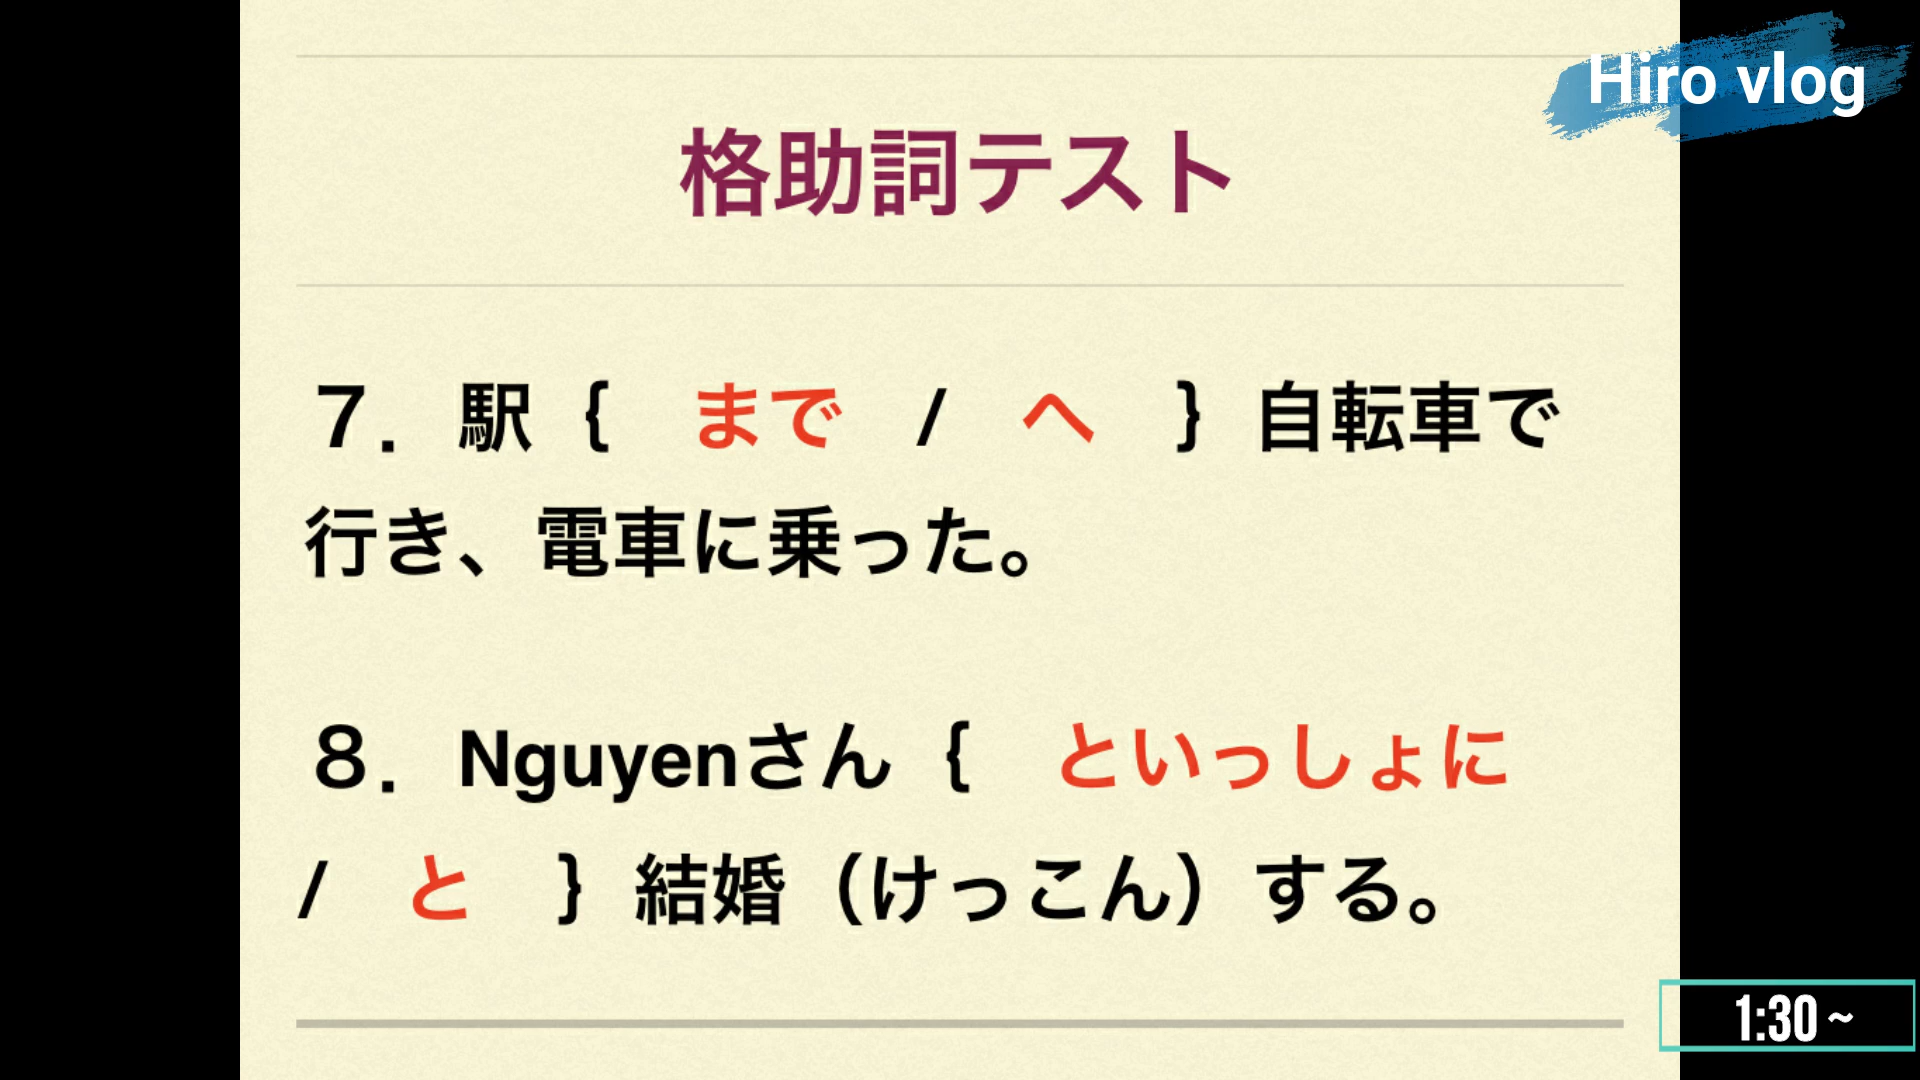 Hiro vlog
格助詞テスト
７．駅｛　まで　/　へ　｝自転車で
行き、電車に乗った。
８．Nguyenさん｛　といっしょに
/　と　｝結婚（けっこん）する。
1:30 ~